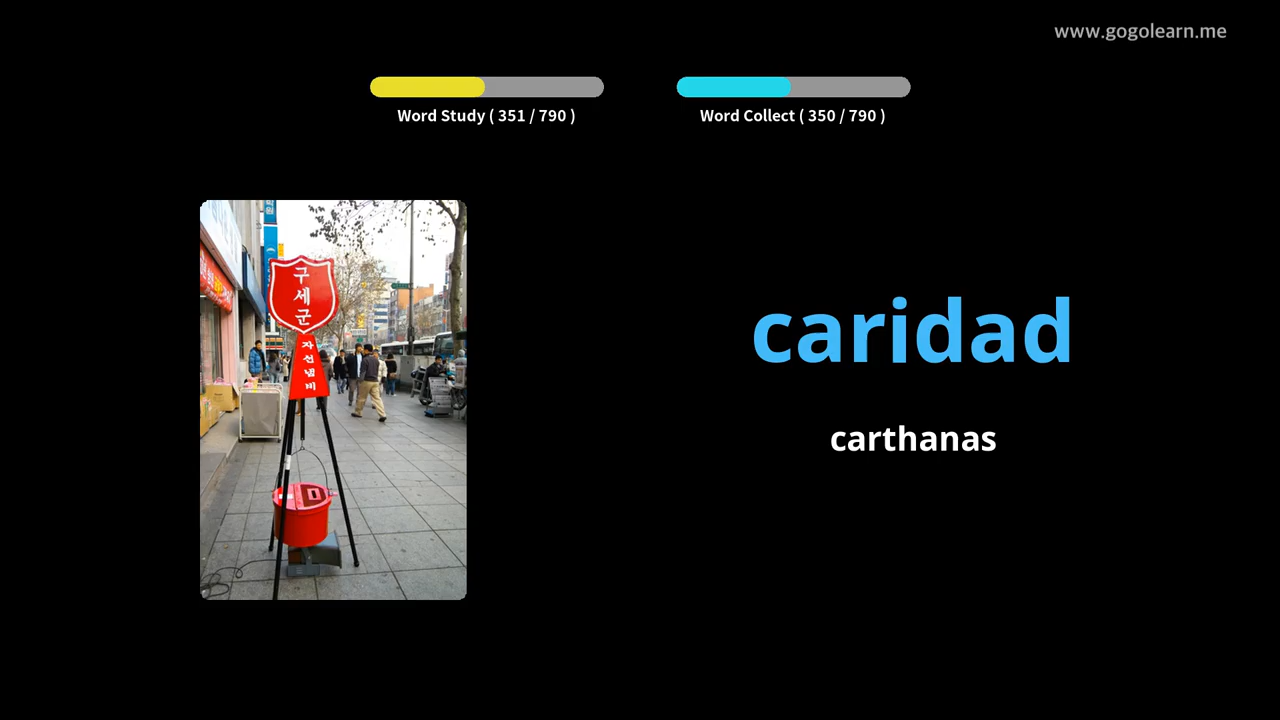 www.gogolearn.me
Word Study ( 351 / 790 )
Word Collect ( 350 / 790 )
구세군
자선냄비
caridad
carthanas